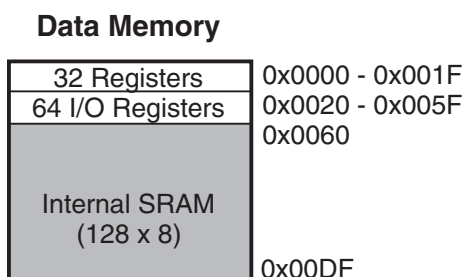 Data Memory
32 Registers 0x0000 - 0x001F
64 I/O Registers 0x0020 - 0x005F
0x0060
Internal SRAM
(128 x 8)
0x00DF